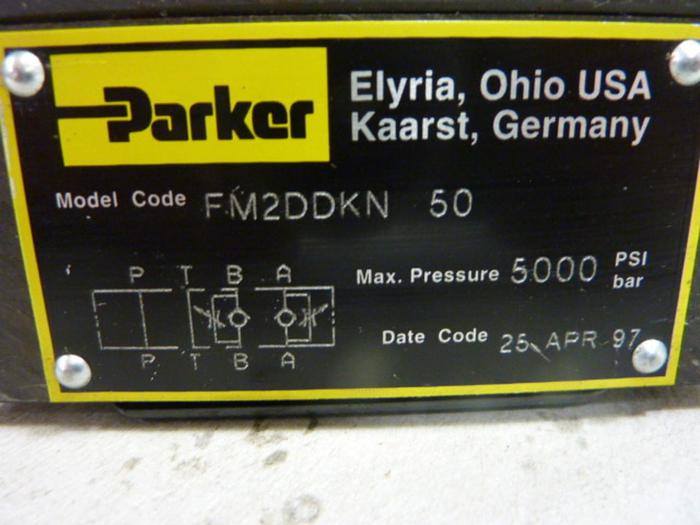 Parker
Elyria, Ohio USA
Kaarst, Germany
Model Code FM2DDKN 50
P T B A
Max. Pressure 5000 PSI
bar
Date Code 25 APR 97
P T B A